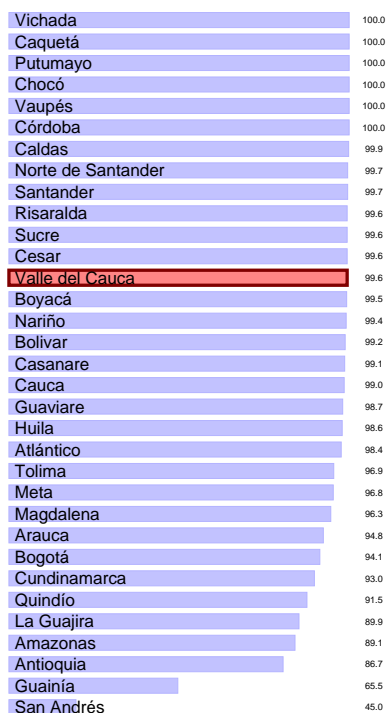 Vichada 100.0
Caquetá 100.0
Putumayo 100.0
Chocó 100.0
Vaupés 100.0
Córdoba 100.0
Caldas 99.9
Norte de Santander 99.7
Santander 99.7
Risaralda 99.6
Sucre 99.6
Cesar 99.6
Valle del Cauca 99.6
Boyacá 99.5
Nariño 99.4
Bolivar 99.2
Casanare 99.1
Cauca 99.0
Guaviare 98.7
Huila 98.6
Atlántico 98.4
Tolima 96.9
Meta 96.8
Magdalena 96.3
Arauca 94.8
Bogotá 94.1
Cundinamarca 93.0
Quindío 91.5
La Guajira 89.9
Amazonas 89.1
Antioquia 86.7
Guainía 65.5
San Andrés 45.0